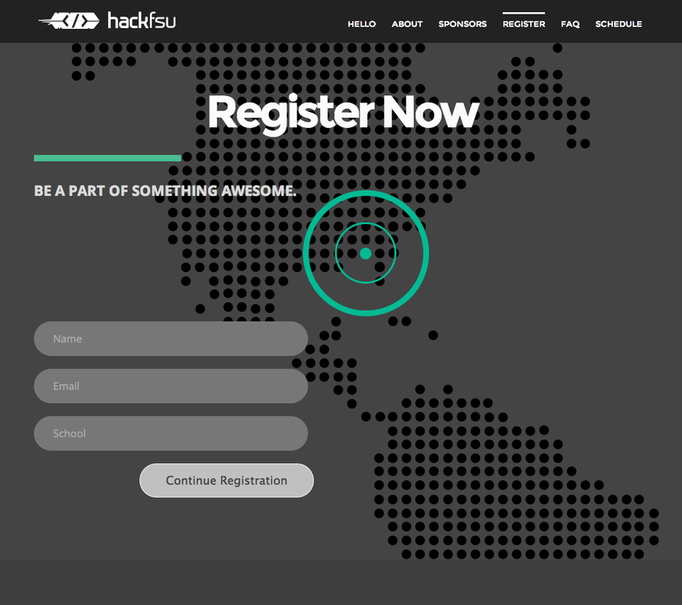 </> hackfsu
HELLO ABOUT SPONSORS REGISTER FAQ SCHEDULE
Register Now
BE A PART OF SOMETHING AWESOME.
Name
Email
School
Continue Registration